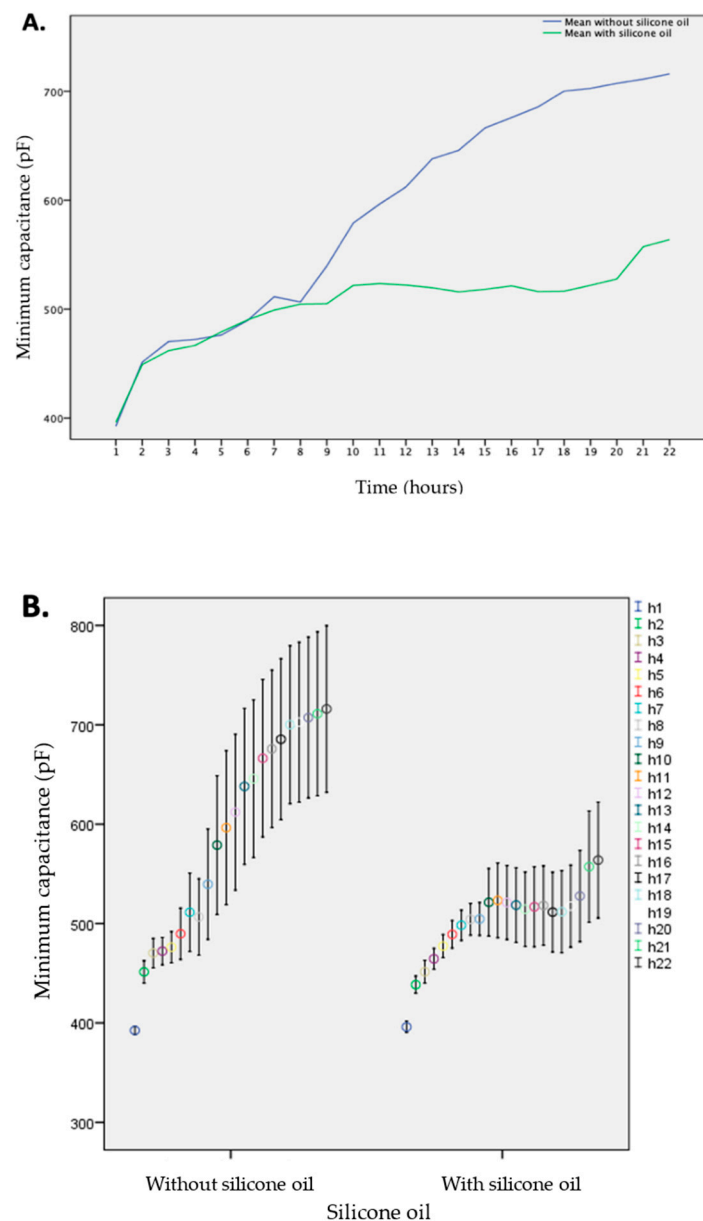 A.
Mean without silicone oil
Mean with silicone oil
Minimum capacitance (pF)
700
600
500
400
1 2 3 4 5 6 7 8 9 10 11 12 13 14 15 16 17 18 19 20 21 22
Time (hours)
B.
Minimum capacitance (pF)
800
700
600
500
400
300
h1
h2
h3
h4
h5
h6
h7
h8
h9
h10
h11
h12
h13
h14
h15
h16
h17
h18
h19
h20
h21
h22
Without silicone oil With silicone oil
Silicone oil